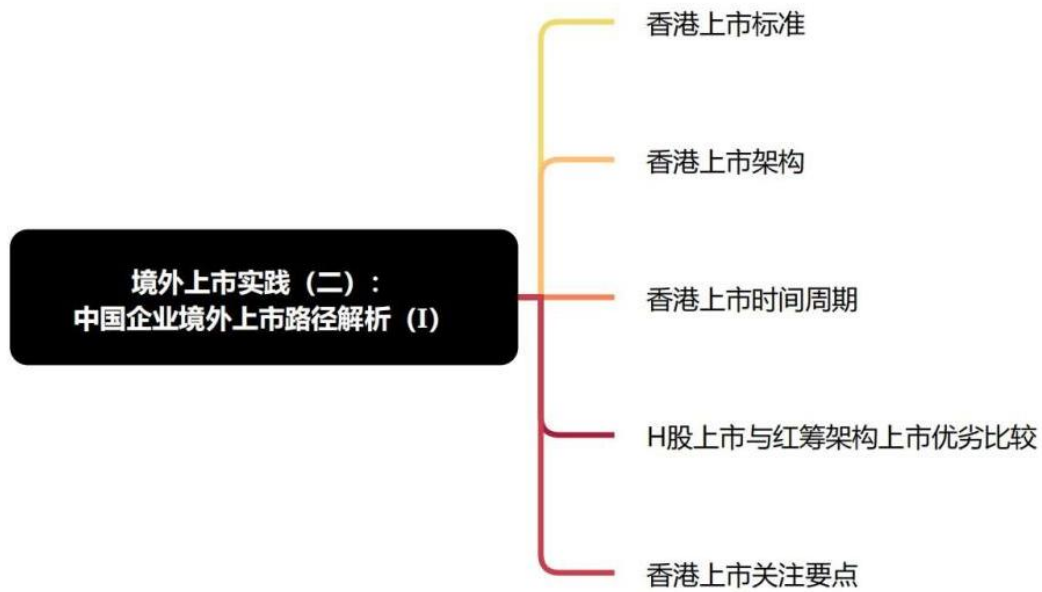 境外上市实践（二）：
中国企业境外上市路径解析（I）
香港上市标准
香港上市架构
香港上市时间周期
H股上市与红筹架构上市优劣比较
香港上市关注要点